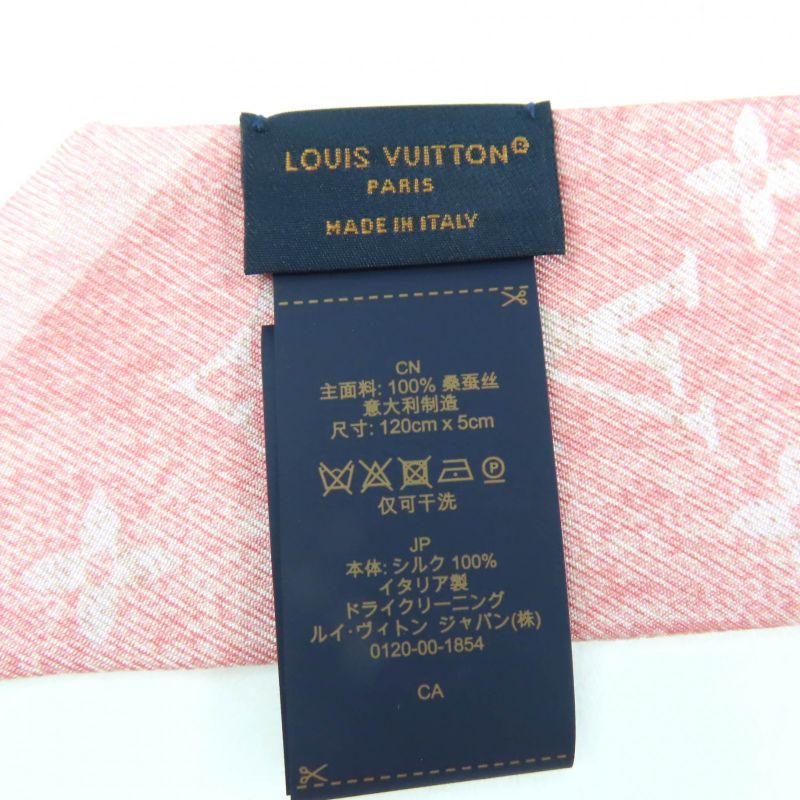 LOUIS VUITTON®
PARIS
MADE IN ITALY
CN
主面料: 100% 桑蚕丝
意大利制造
尺寸: 120cm x 5cm
仅可干洗
JP
本体: シルク 100%
イタリア製
ドライクリーニング
ルイ·ヴィトン ジャパン(株)
0120-00-1854
CA